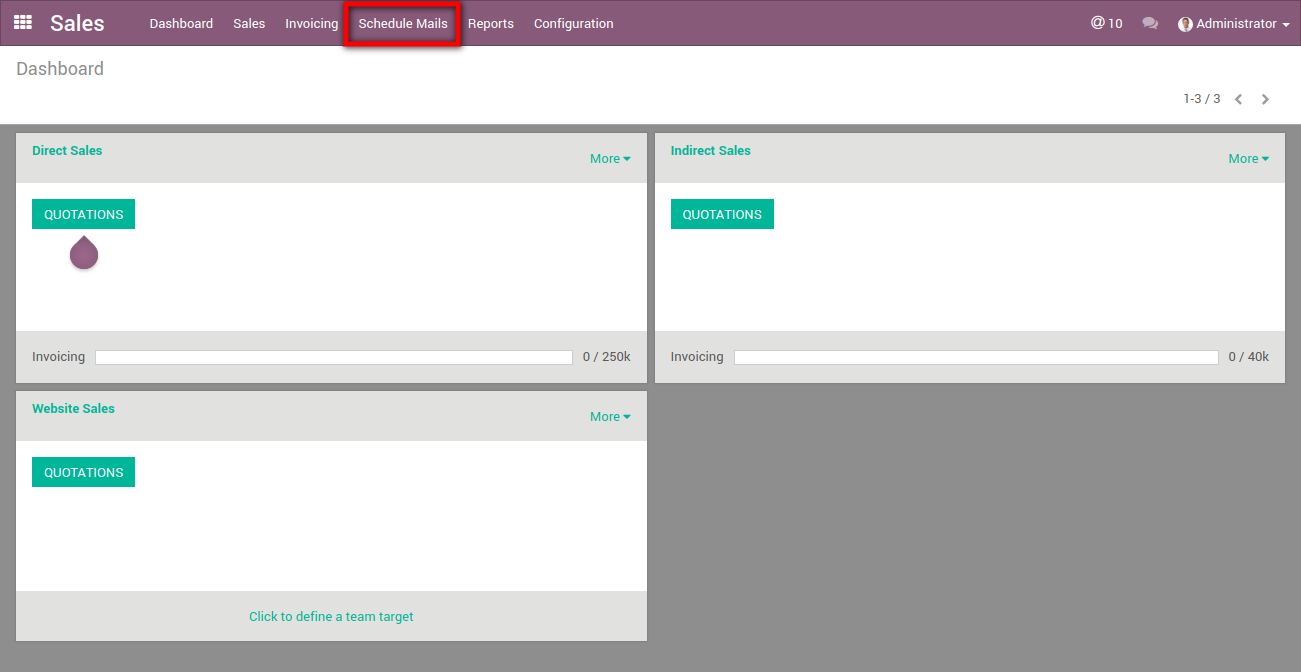 Sales Dashboard Sales Invoicing Schedule Mails Reports Configuration @ 10 Administrator
Dashboard
1-3 / 3
Direct Sales
More
QUOTATIONS
Invoicing 0 / 250k
Indirect Sales
More
QUOTATIONS
Invoicing 0 / 40k
Website Sales
More
QUOTATIONS
Click to define a team target